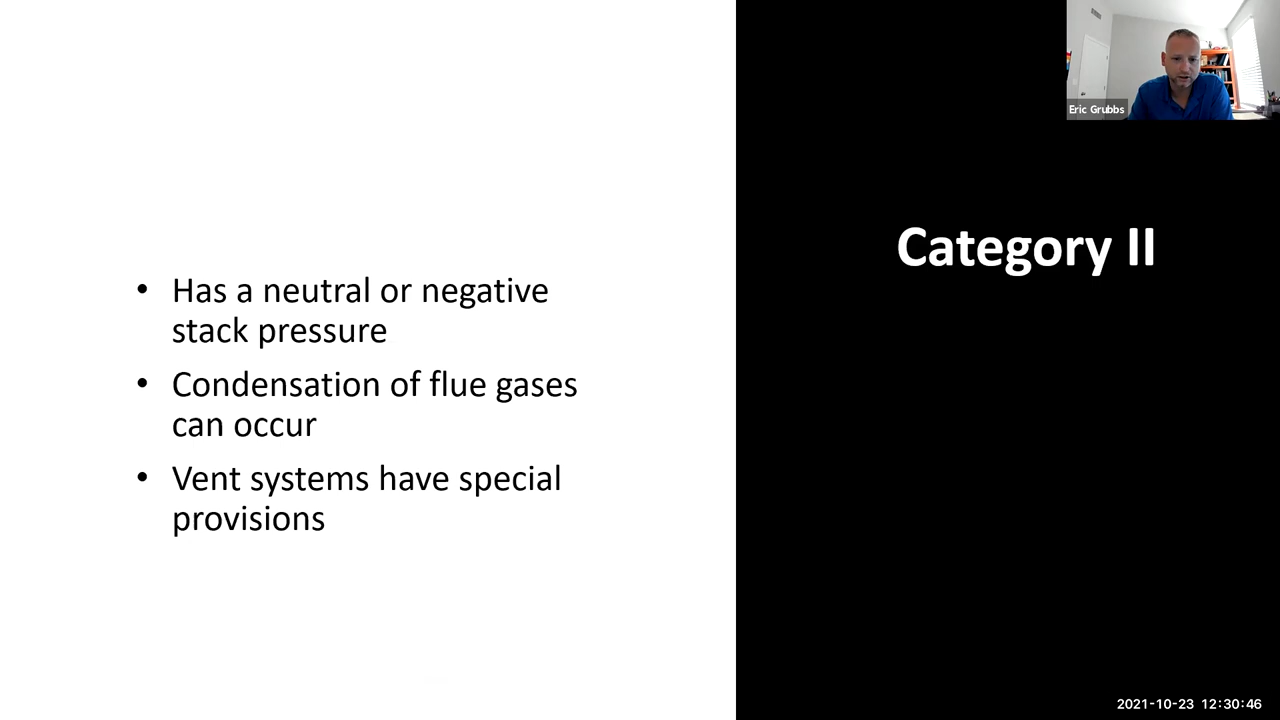 Eric Grubbs
Category II
• Has a neutral or negative
stack pressure
• Condensation of flue gases
can occur
• Vent systems have special
provisions
2021-10-23 12:30:46